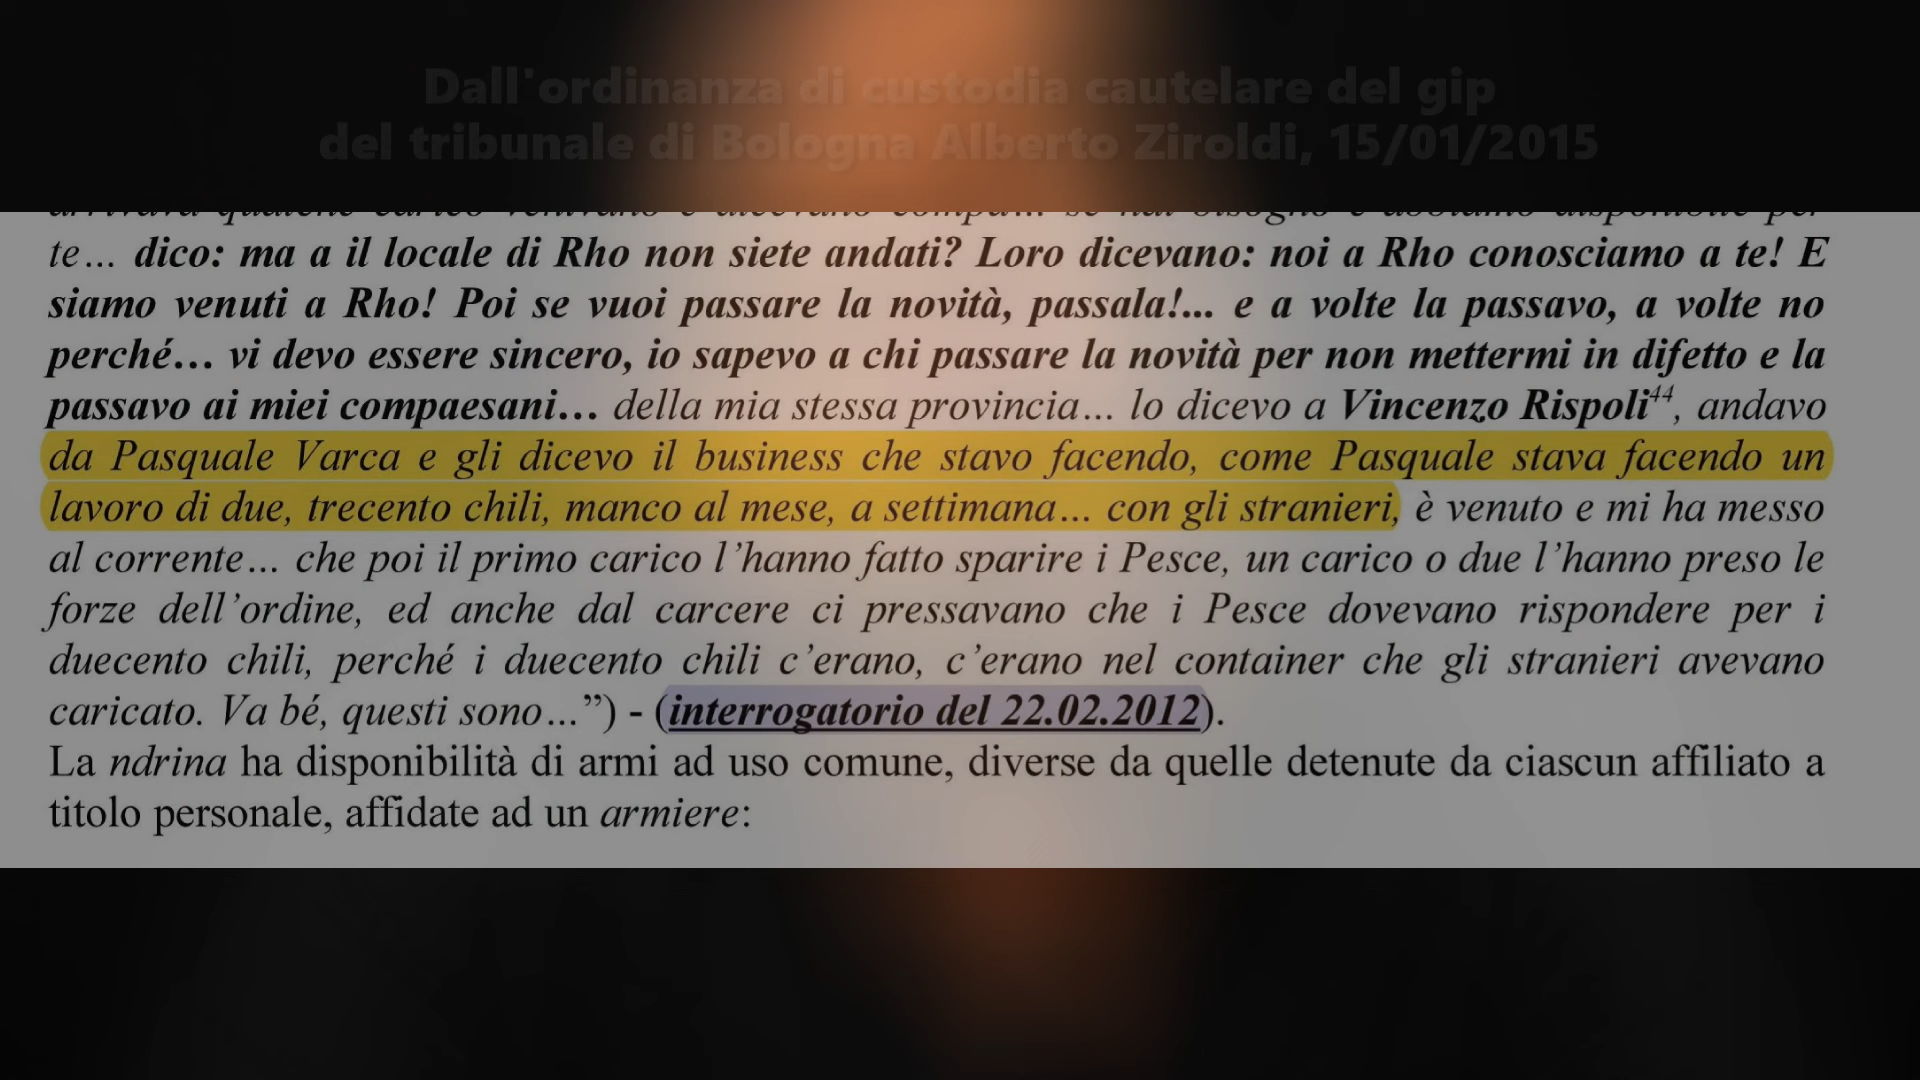 Dall'ordinanza di custodia cautelare del gip
del tribunale di Bologna Alberto Ziroldi, 15/01/2015
te… dico: ma a il locale di Rho non siete andati? Loro dicevano: noi a Rho conosciamo a te! E
siamo venuti a Rho! Poi se vuoi passare la novità, passala!... e a volte la passavo, a volte no
perché… vi devo essere sincero, io sapevo a chi passare la novità per non mettermi in difetto e la
passavo ai miei compaesani… della mia stessa provincia… lo dicevo a Vincenzo Rispoli44, andavo
da Pasquale Varca e gli dicevo il business che stavo facendo, come Pasquale stava facendo un
lavoro di due, trecento chili, manco al mese, a settimana… con gli stranieri, è venuto e mi ha messo
al corrente… che poi il primo carico l’hanno fatto sparire i Pesce, un carico o due l’hanno preso le
forze dell’ordine, ed anche dal carcere ci pressavano che i Pesce dovevano rispondere per i
duecento chili, perché i duecento chili c’erano, c’erano nel container che gli stranieri avevano
caricato. Va bé, questi sono…”) - (interrogatorio del 22.02.2012).
La ndrina ha disponibilità di armi ad uso comune, diverse da quelle detenute da ciascun affiliato a
titolo personale, affidate ad un armiere: